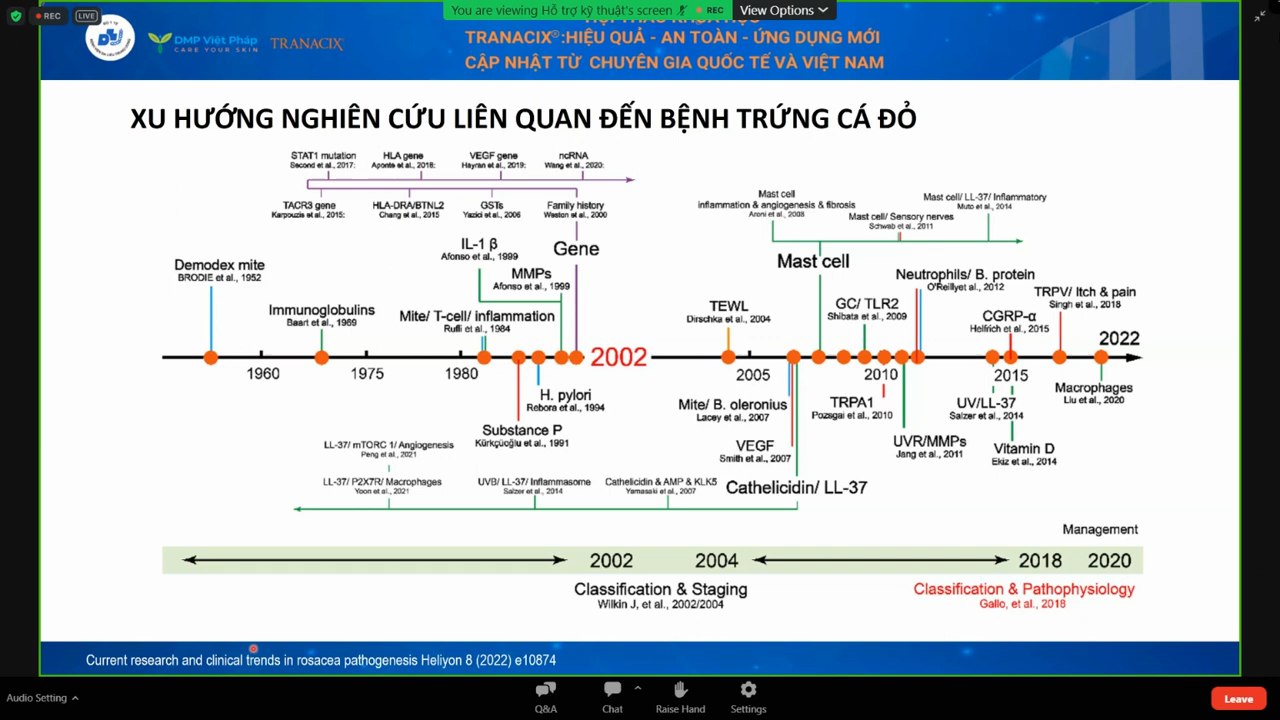 REC
LIVE
You are viewing Hỗ trợ kỹ thuật's screen
REC
View Options
BỘ Y TẾ
DMP Việt Pháp
CARE YOUR SKIN
TRANACIX
HỘI THẢO KHOA HỌC
TRANACIX®:HIỆU QUẢ - AN TOÀN - ỨNG DỤNG MỚI
CẬP NHẬT TỪ CHUYÊN GIA QUỐC TẾ VÀ VIỆT NAM
XU HƯỚNG NGHIÊN CỨU LIÊN QUAN ĐẾN BỆNH TRỨNG CÁ ĐỎ
STAT1 mutation
Second et al., 2017:
HLA gene
Aponte et al., 2018:
VEGF gene
Hayran et al., 2019:
ncRNA
Wang et al., 2020:
TACR3 gene
Karpouzis et al., 2015:
HLA-DRA/BTNL2
Chang et al., 2015
GSTs
Yazici et al., 2006
Family history
Weston et al., 2000
Gene
IL-1 β
Afonso et al., 1999
MMPs
Afonso et al., 1999
Demodex mite
BRODIE et al., 1952
Immunoglobulins
Baart et al., 1969
Mite/ T-cell/ inflammation
Rufli et al., 1984
Mast cell
inflammation & angiogenesis & fibrosis
Aroni et al., 2008
Mast cell/ Sensory nerves
Schwab et al., 2011
Mast cell/ LL-37/ Inflammatory
Muto et al., 2014
Mast cell
Neutrophils/ B. protein
O'Reillyet al., 2012
TEWL
Dirschka et al., 2004
GC/ TLR2
Shibata et al., 2009
CGRP-α
Helfrich et al., 2015
TRPV/ Itch & pain
Singh et al., 2018
2022
2002
1960
1975
1980
2005
2010
2015
H. pylori
Rebora et al., 1994
Substance P
Kürkçüoğlu et al., 1991
Mite/ B. oleronius
Lacey et al., 2007
VEGF
Smith et al., 2007
TRPA1
Pozsgai et al., 2010
UVR/MMPs
Jang et al., 2011
UV/LL-37
Salzer et al., 2014
Vitamin D
Ekiz et al., 2014
Macrophages
Liu et al., 2020
LL-37/ mTORC 1/ Angiogenesis
Peng et al., 2021
LL-37/ P2X7R/ Macrophages
Yoon et al., 2021
UVB/ LL-37/ Inflammasome
Salzer et al., 2014
Cathelicidin & AMP & KLK5
Yamasaki et al., 2007
Cathelicidin/ LL-37
Management
2002
2004
2018
2020
Classification & Staging
Wilkin J, et al., 2002/2004
Classification & Pathophysiology
Gallo, et al., 2018
Current research and clinical trends in rosacea pathogenesis Heliyon 8 (2022) e10874
Audio Setting
Q&A
Chat
Raise Hand
Settings
Leave